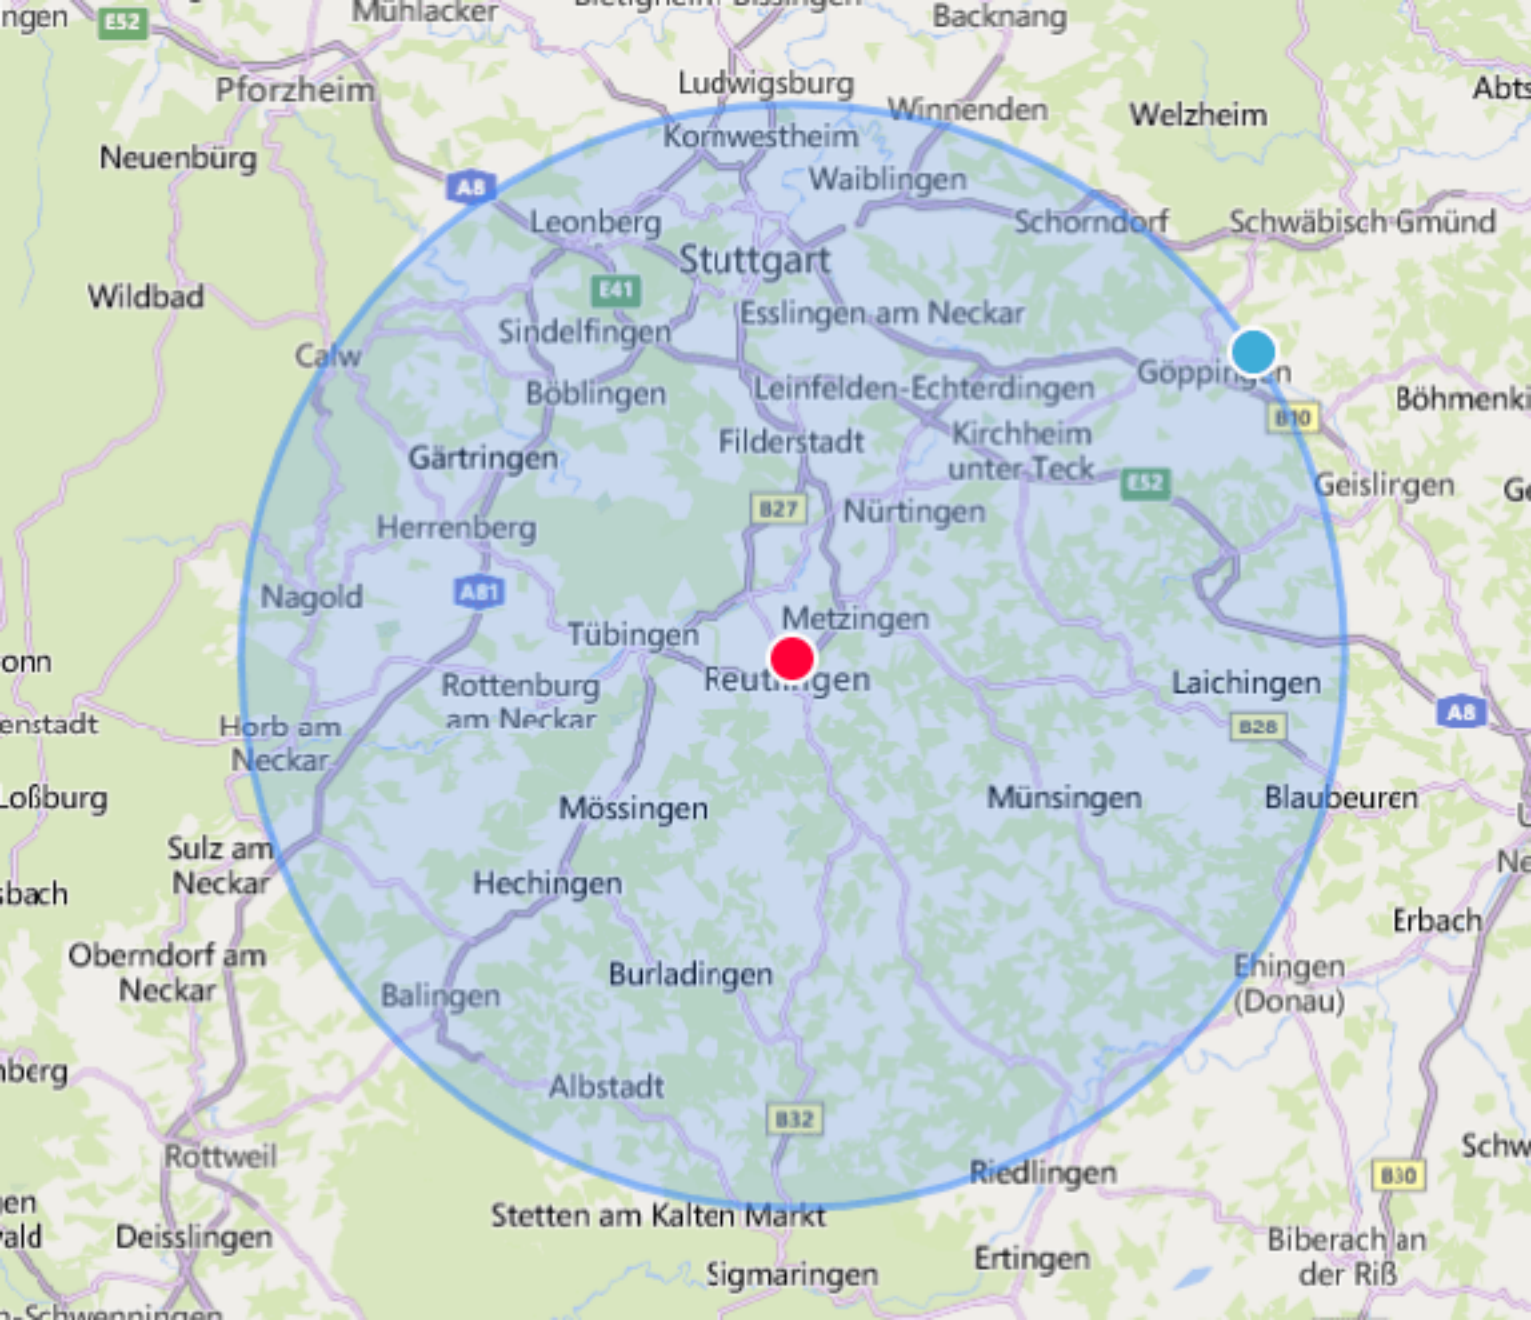 E52
Mühlacker
Backnang
Pforzheim
Ludwigsburg
Winnenden
Welzheim
Kornwestheim
Neuenbürg
A8
Waiblingen
Leonberg
Schorndorf
Schwäbisch Gmünd
Stuttgart
Wildbad
E41
Esslingen am Neckar
Sindelfingen
Calw
Göppingen
Böblingen
Leinfelden-Echterdingen
B10
Filderstadt
Kirchheim
unter Teck
Gärtringen
E52
Geislingen
B27
Nürtingen
Herrenberg
Nagold
A81
Metzingen
Tübingen
Reutlingen
Laichingen
Rottenburg
am Neckar
enstadt
Horb am
Neckar
B28
A8
Loßburg
Mössingen
Münsingen
Blaubeuren
Sulz am
Neckar
Hechingen
sbach
Erbach
Oberndorf am
Neckar
Burladingen
Ehingen
(Donau)
Balingen
Albstadt
B32
Rottweil
Riedlingen
B30
Stetten am Kalten Markt
Deisslingen
Biberach an
der Riß
Ertingen
Sigmaringen